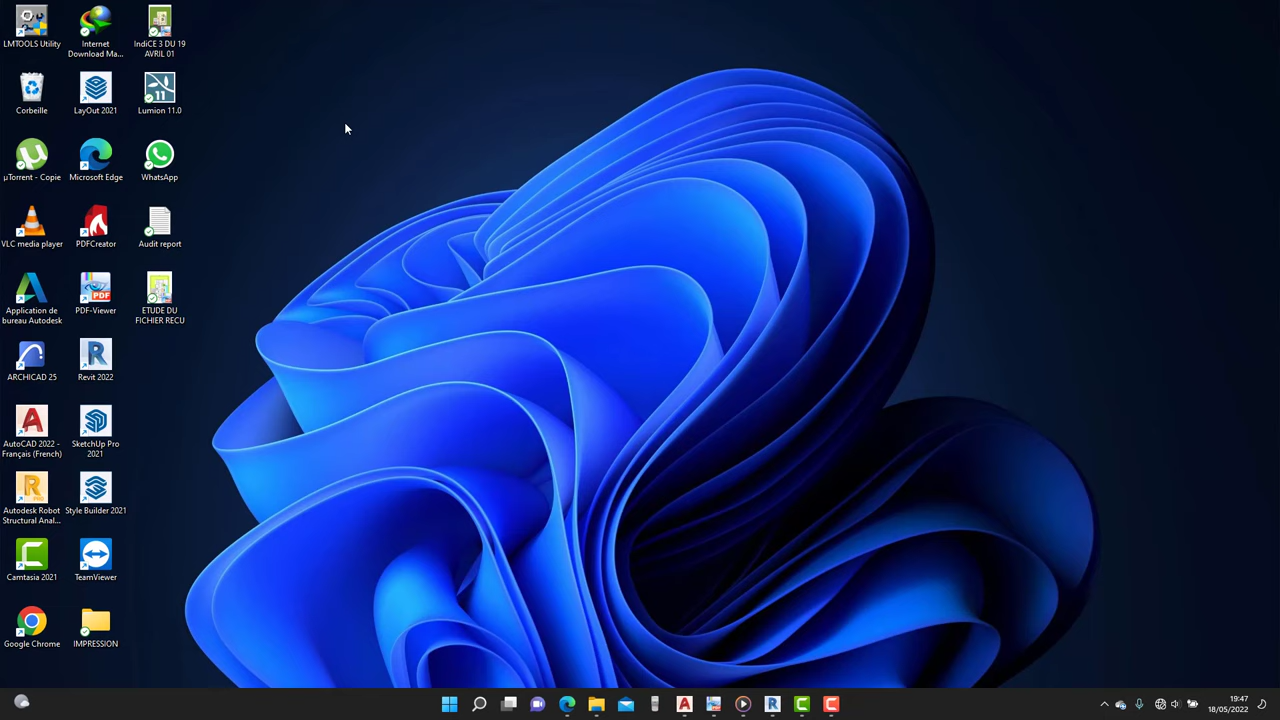 LMTOOLS Utility
Internet
Download Ma...
IndiCE 3 DU 19
AVRIL 01
Corbeille
LayOut 2021
11
Lumion 11.0
µTorrent - Copie
Microsoft Edge
WhatsApp
VLC media player
PDFCreator
Audit report
Application de
bureau Autodesk
PDF
PDF-Viewer
ETUDE DU
FICHIER RECU
ARCHICAD 25
R
Revit 2022
A
AutoCAD 2022 -
Français (French)
SketchUp Pro
2021
R
PRO
Autodesk Robot
Structural Anal...
Style Builder 2021
Camtasia 2021
TeamViewer
Google Chrome
IMPRESSION
19:47
18/05/2022